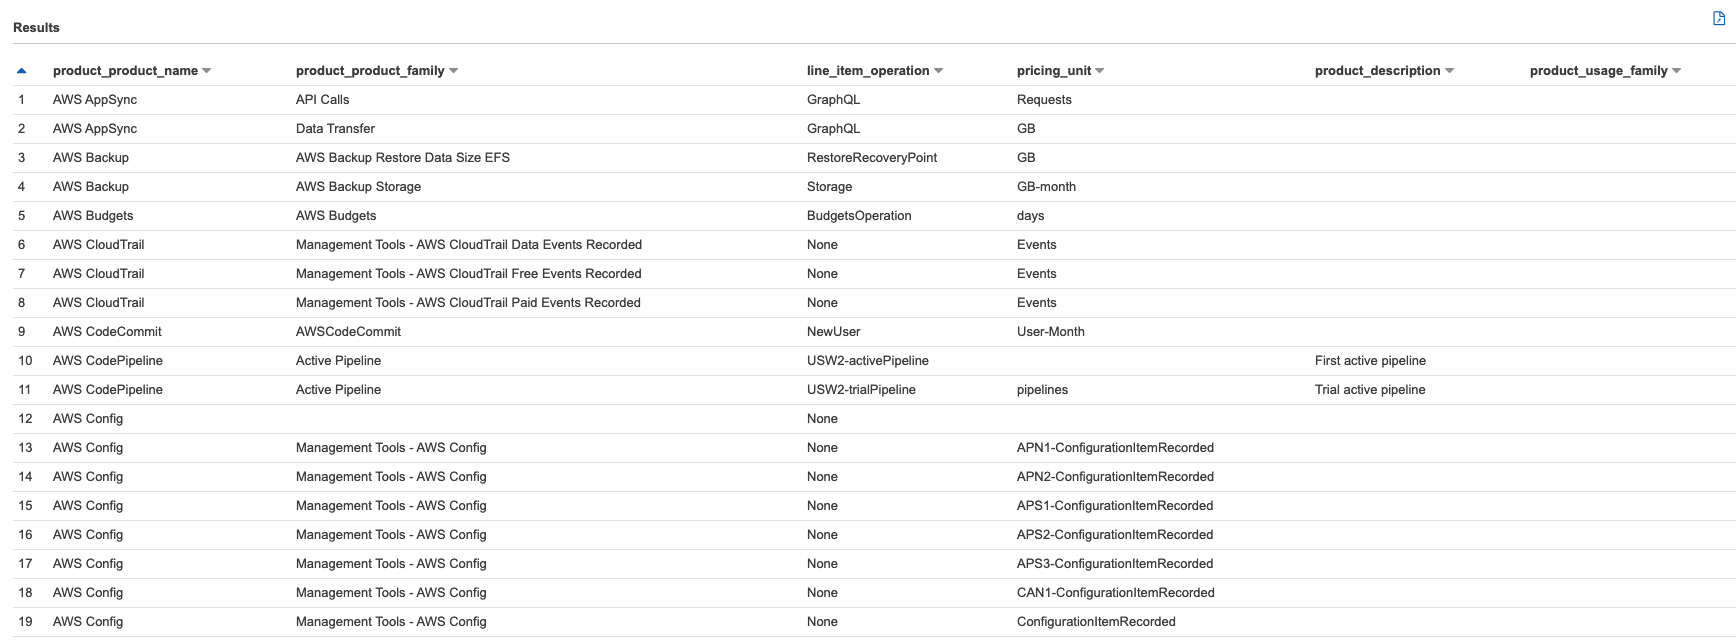 Results
product_product_name product_product_family line_item_operation pricing_unit product_description product_usage_family
1 AWS AppSync API Calls GraphQL Requests
2 AWS AppSync Data Transfer GraphQL GB
3 AWS Backup AWS Backup Restore Data Size EFS RestoreRecoveryPoint GB
4 AWS Backup AWS Backup Storage Storage GB-month
5 AWS Budgets AWS Budgets BudgetsOperation days
6 AWS CloudTrail Management Tools - AWS CloudTrail Data Events Recorded None Events
7 AWS CloudTrail Management Tools - AWS CloudTrail Free Events Recorded None Events
8 AWS CloudTrail Management Tools - AWS CloudTrail Paid Events Recorded None Events
9 AWS CodeCommit AWSCodeCommit NewUser User-Month
10 AWS CodePipeline Active Pipeline USW2-activePipeline First active pipeline
11 AWS CodePipeline Active Pipeline USW2-trialPipeline pipelines Trial active pipeline
12 AWS Config None
13 AWS Config Management Tools - AWS Config None APN1-ConfigurationItemRecorded
14 AWS Config Management Tools - AWS Config None APN2-ConfigurationItemRecorded
15 AWS Config Management Tools - AWS Config None APS1-ConfigurationItemRecorded
16 AWS Config Management Tools - AWS Config None APS2-ConfigurationItemRecorded
17 AWS Config Management Tools - AWS Config None APS3-ConfigurationItemRecorded
18 AWS Config Management Tools - AWS Config None CAN1-ConfigurationItemRecorded
19 AWS Config Management Tools - AWS Config None ConfigurationItemRecorded